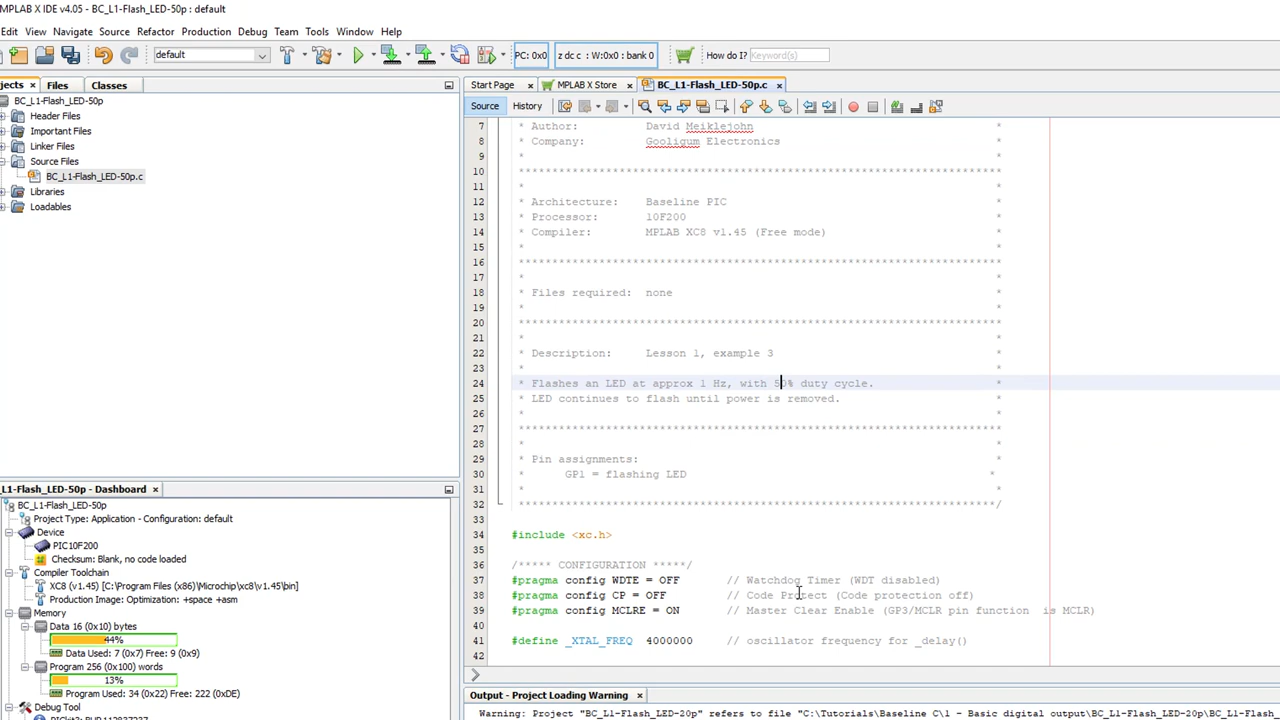 MPLAB X IDE v4.05 - BC_L1-Flash_LED-50p : default
Edit View Navigate Source Refactor Production Debug Team Tools Window Help
default PC: 0x0 z dc c : W:0x0 : bank 0 How do I? Keyword(s)
ojects x Files Classes
BC_L1-Flash_LED-50p
Header Files
Important Files
Linker Files
Source Files
BC_L1-Flash_LED-50p.c
Libraries
Loadables
L1-Flash_LED-50p - Dashboard x
BC_L1-Flash_LED-50p
Project Type: Application - Configuration: default
Device
PIC10F200
Checksum: Blank, no code loaded
Compiler Toolchain
XC8 (v1.45) [C:\Program Files (x86)\Microchip\xc8\v1.45\bin]
Production Image: Optimization: +space +asm
Memory
Data 16 (0x10) bytes
44%
Data Used: 7 (0x7) Free: 9 (0x9)
Program 256 (0x100) words
13%
Program Used: 34 (0x22) Free: 222 (0xDE)
Debug Tool
Start Page x MPLAB X Store x BC_L1-Flash_LED-50p.c x
Source History
7 * Author: David Meiklejohn *
8 * Company: Gooligum Electronics *
9 * *
10 *************************************************************************
11 * *
12 * Architecture: Baseline PIC *
13 * Processor: 10F200 *
14 * Compiler: MPLAB XC8 v1.45 (Free mode) *
15 * *
16 *************************************************************************
17 * *
18 * Files required: none *
19 * *
20 *************************************************************************
21 * *
22 * Description: Lesson 1, example 3 *
23 * *
24 * Flashes an LED at approx 1 Hz, with 50% duty cycle. *
25 * LED continues to flash until power is removed. *
26 * *
27 *************************************************************************
28 * *
29 * Pin assignments: *
30 * GP1 = flashing LED *
31 * *
32 *************************************************************************/
33
34 #include <xc.h>
35
36 /***** CONFIGURATION *****/
37 #pragma config WDTE = OFF // Watchdog Timer (WDT disabled)
38 #pragma config CP = OFF // Code Protect (Code protection off)
39 #pragma config MCLRE = ON // Master Clear Enable (GP3/MCLR pin function is MCLR)
40
41 #define _XTAL_FREQ 4000000 // oscillator frequency for _delay()
42
Output - Project Loading Warning x
Warning: Project "BC_L1-Flash_LED-20p" refers to file "C:\Tutorials\Baseline C\1 - Basic digital output\BC_L1-Flash_LED-20p\BC_L1-Flash_